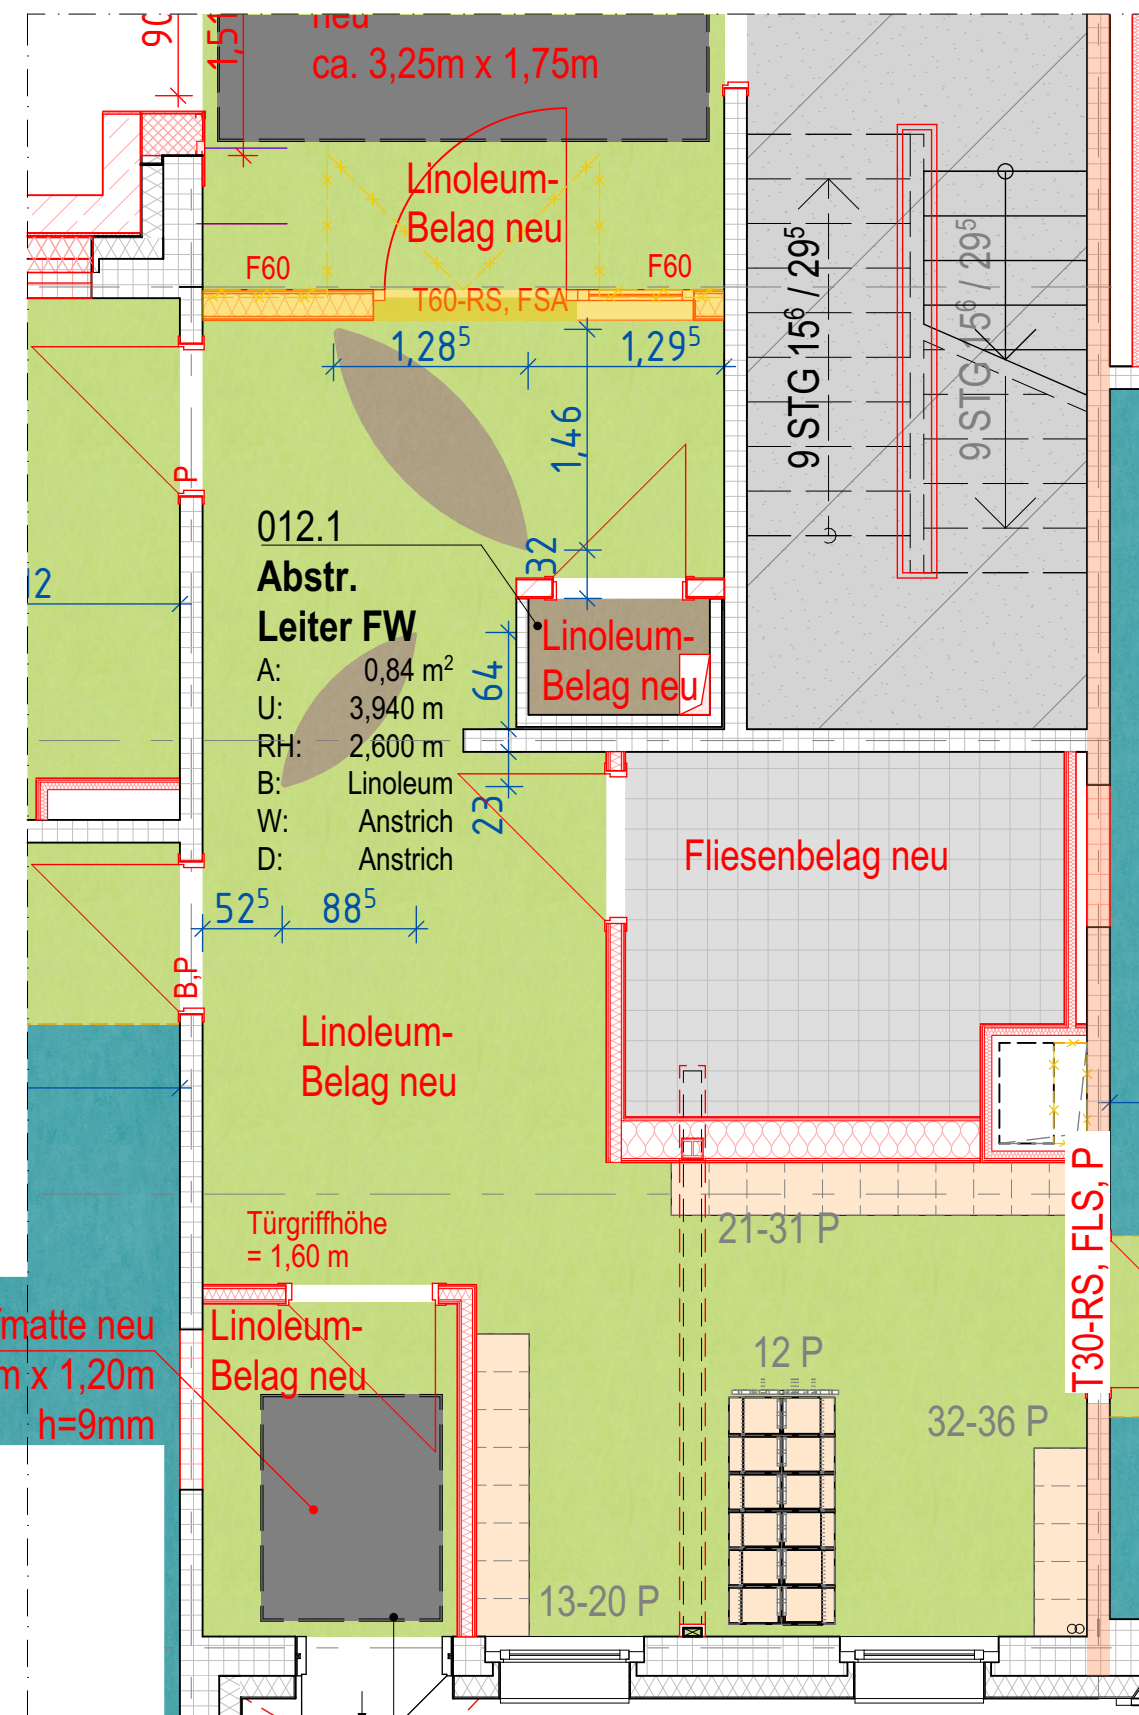 90
1,51
neu
ca. 3,25m x 1,75m
Linoleum-
Belag neu
F60
F60
T60-RS, FSA
1,28⁵
1,29⁵
1,46
9 STG 15⁶ / 29⁵
9 STG 15⁶ / 29⁵
P
012.1
Abstr.
Leiter FW
A: 0,84 m²
U: 3,940 m
RH: 2,600 m
B: Linoleum
W: Anstrich
D: Anstrich
32
12
Linoleum-
Belag neu
64
23
Fliesenbelag neu
52⁵
88⁵
B,P
Linoleum-
Belag neu
T30-RS, FLS, P
21-31 P
Türgriffhöhe
= 1,60 m
matte neu
m x 1,20m
h=9mm
Linoleum-
Belag neu
12 P
32-36 P
13-20 P